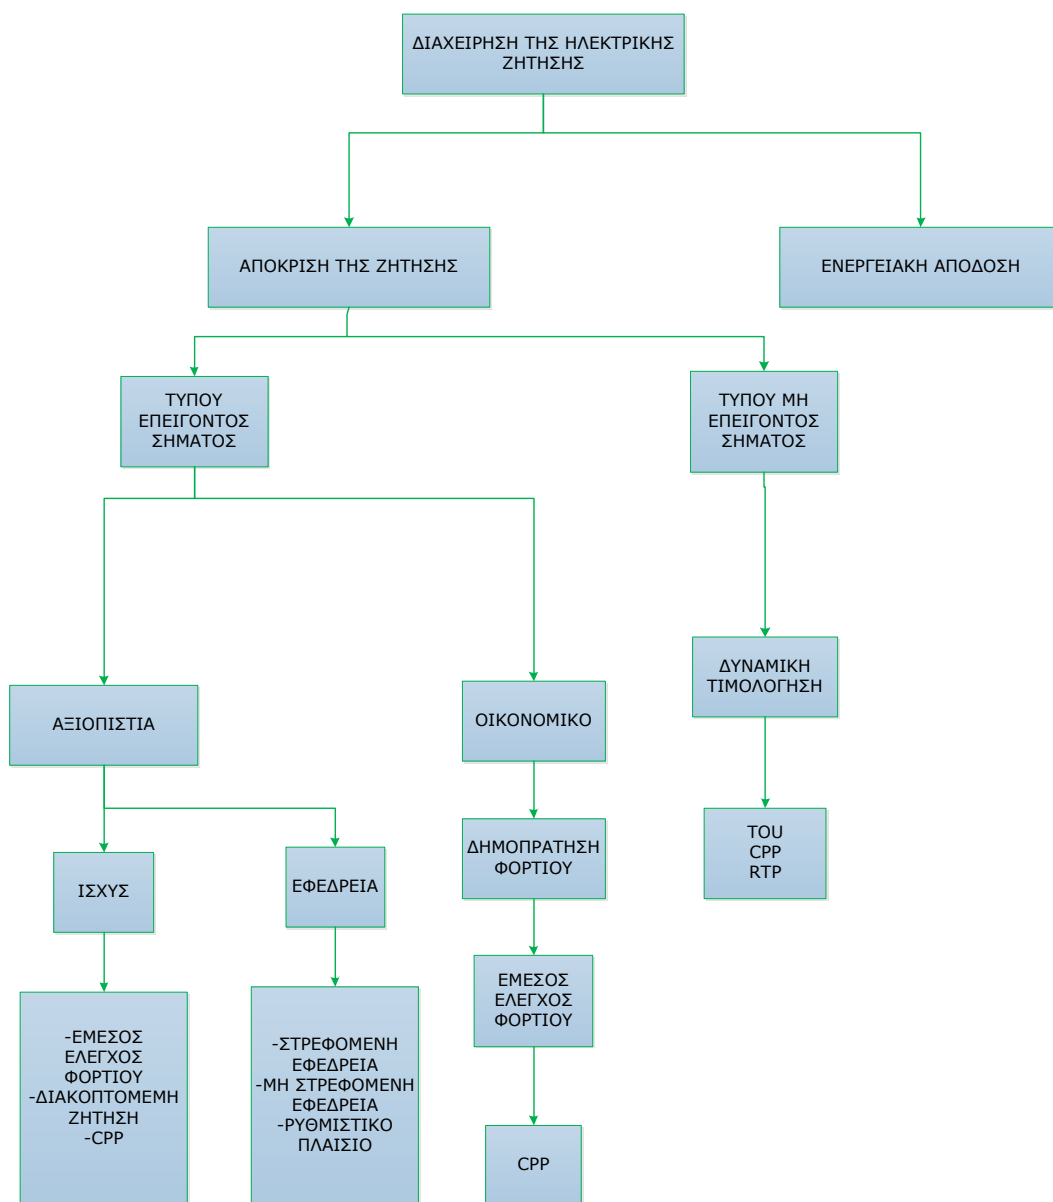 ΔΙΑΧΕΙΡΗΣΗ ΤΗΣ ΗΛΕΚΤΡΙΚΗΣ
ΖΗΤΗΣΗΣ
ΑΠΟΚΡΙΣΗ ΤΗΣ ΖΗΤΗΣΗΣ
ΕΝΕΡΓΕΙΑΚΗ ΑΠΟΔΟΣΗ
ΤΥΠΟΥ
ΕΠΕΙΓΟΝΤΟΣ
ΣΗΜΑΤΟΣ
ΤΥΠΟΥ ΜΗ
ΕΠΕΙΓΟΝΤΟΣ
ΣΗΜΑΤΟΣ
ΑΞΙΟΠΙΣΤΙΑ
ΟΙΚΟΝΟΜΙΚΟ
ΔΥΝΑΜΙΚΗ
ΤΙΜΟΛΟΓΗΣΗ
ΙΣΧΥΣ
ΕΦΕΔΡΕΙΑ
ΔΗΜΟΠΡΑΤΗΣΗ
ΦΟΡΤΙΟΥ
TOU
CPP
RTP
ΕΜΕΣΟΣ
ΕΛΕΓΧΟΣ
ΦΟΡΤΙΟΥ
-ΕΜΕΣΟΣ
ΕΛΕΓΧΟΣ
ΦΟΡΤΙΟΥ
-ΔΙΑΚΟΠΤΟΜΕΜΗ
ΖΗΤΗΣΗ
-CPP
-ΣΤΡΕΦΟΜΕΝΗ
ΕΦΕΔΡΕΙΑ
-ΜΗ ΣΤΡΕΦΟΜΕΝΗ
ΕΦΕΔΡΕΙΑ
-ΡΥΘΜΙΣΤΙΚΟ
ΠΛΑΙΣΙΟ
CPP